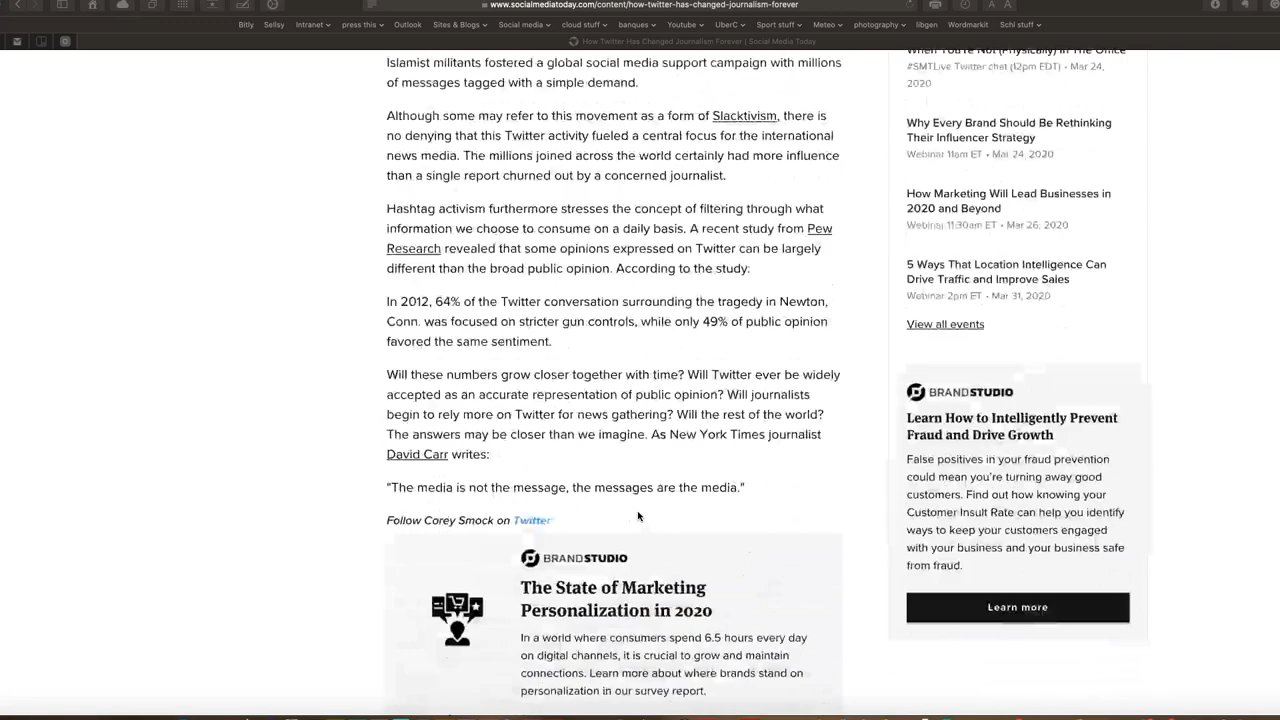 www.socialmediatoday.com/content/how-twitter-has-changed-journalism-forever
A A
Bitly Sellsy Intranet press this Outlook Sites & Blogs Social media cloud stuff banques Youtube UberC Sport stuff Meteo photography libgen Wordmarkit Schl stuff
How Twitter Has Changed Journalism Forever | Social Media Today
Islamist militants fostered a global social media support campaign with millions
of messages tagged with a simple demand.
Although some may refer to this movement as a form of Slacktivism, there is
no denying that this Twitter activity fueled a central focus for the international
news media. The millions joined across the world certainly had more influence
than a single report churned out by a concerned journalist.
Hashtag activism furthermore stresses the concept of filtering through what
information we choose to consume on a daily basis. A recent study from Pew
Research revealed that some opinions expressed on Twitter can be largely
different than the broad public opinion. According to the study:
In 2012, 64% of the Twitter conversation surrounding the tragedy in Newton,
Conn. was focused on stricter gun controls, while only 49% of public opinion
favored the same sentiment.
Will these numbers grow closer together with time? Will Twitter ever be widely
accepted as an accurate representation of public opinion? Will journalists
begin to rely more on Twitter for news gathering? Will the rest of the world?
The answers may be closer than we imagine. As New York Times journalist
David Carr writes:
"The media is not the message, the messages are the media."
Follow Corey Smock on Twitter
BRANDSTUDIO
The State of Marketing
Personalization in 2020
In a world where consumers spend 6.5 hours every day
on digital channels, it is crucial to grow and maintain
connections. Learn more about where brands stand on
personalization in our survey report.
When You're Not (Physically) In The Office
#SMTLive Twitter chat (12pm EDT) • Mar 24,
2020
Why Every Brand Should Be Rethinking
Their Influencer Strategy
Webinar 11am ET • Mar 24, 2020
How Marketing Will Lead Businesses in
2020 and Beyond
Webinar 11:30am ET • Mar 26, 2020
5 Ways That Location Intelligence Can
Drive Traffic and Improve Sales
Webinar 2pm ET • Mar 31, 2020
View all events
BRANDSTUDIO
Learn How to Intelligently Prevent
Fraud and Drive Growth
False positives in your fraud prevention
could mean you're turning away good
customers. Find out how knowing your
Customer Insult Rate can help you identify
ways to keep your customers engaged
with your business and your business safe
from fraud.
Learn more